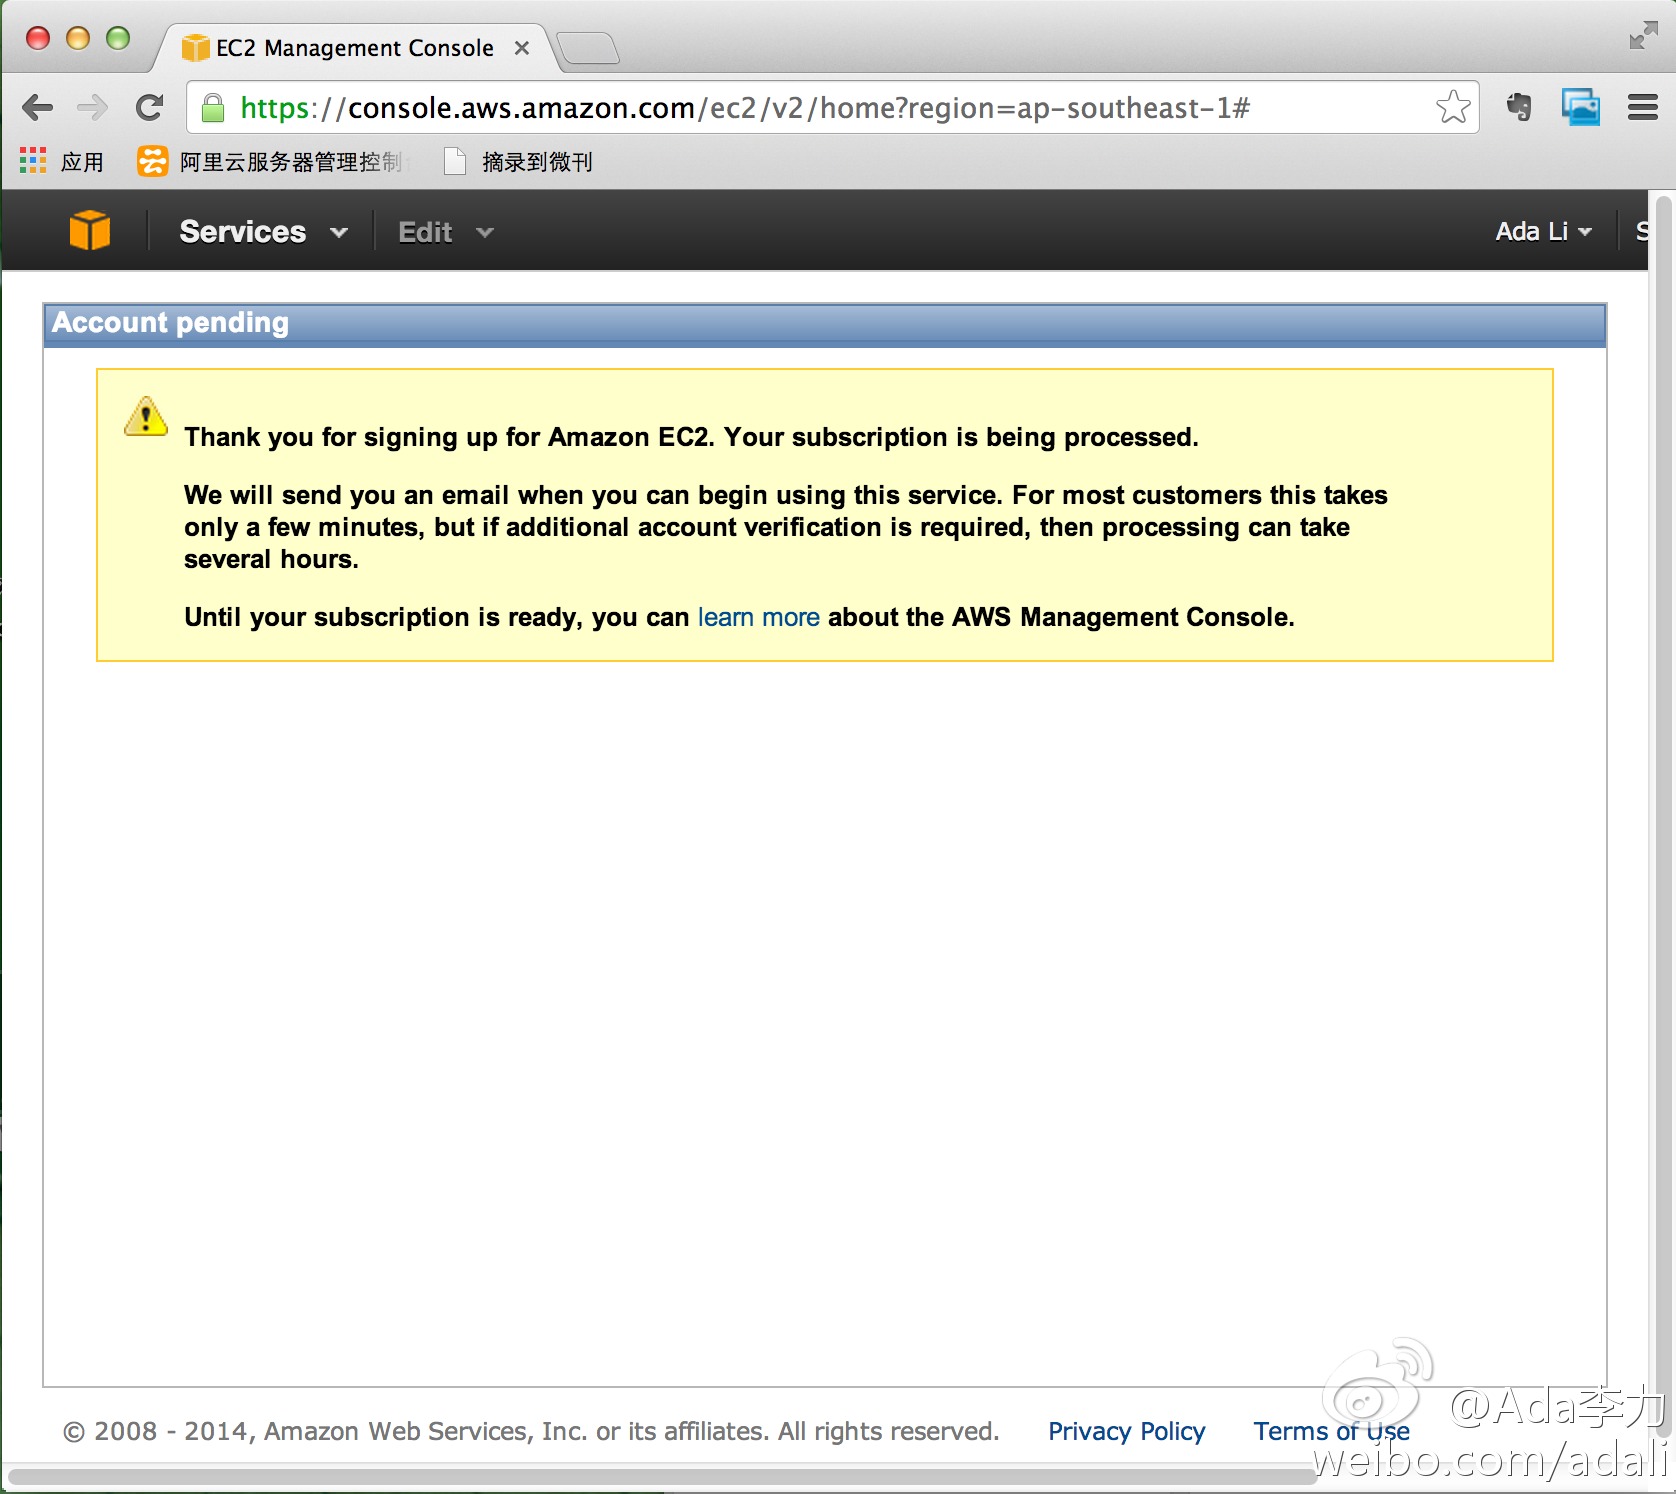 EC2 Management Console
https://console.aws.amazon.com/ec2/v2/home?region=ap-southeast-1#
应用 阿里云服务器管理控制 摘录到微刊
Services Edit Ada Li S
Account pending
Thank you for signing up for Amazon EC2. Your subscription is being processed.
We will send you an email when you can begin using this service. For most customers this takes
only a few minutes, but if additional account verification is required, then processing can take
several hours.
Until your subscription is ready, you can learn more about the AWS Management Console.
© 2008 - 2014, Amazon Web Services, Inc. or its affiliates. All rights reserved. Privacy Policy Terms of Use
@Ada李力
weibo.com/adali